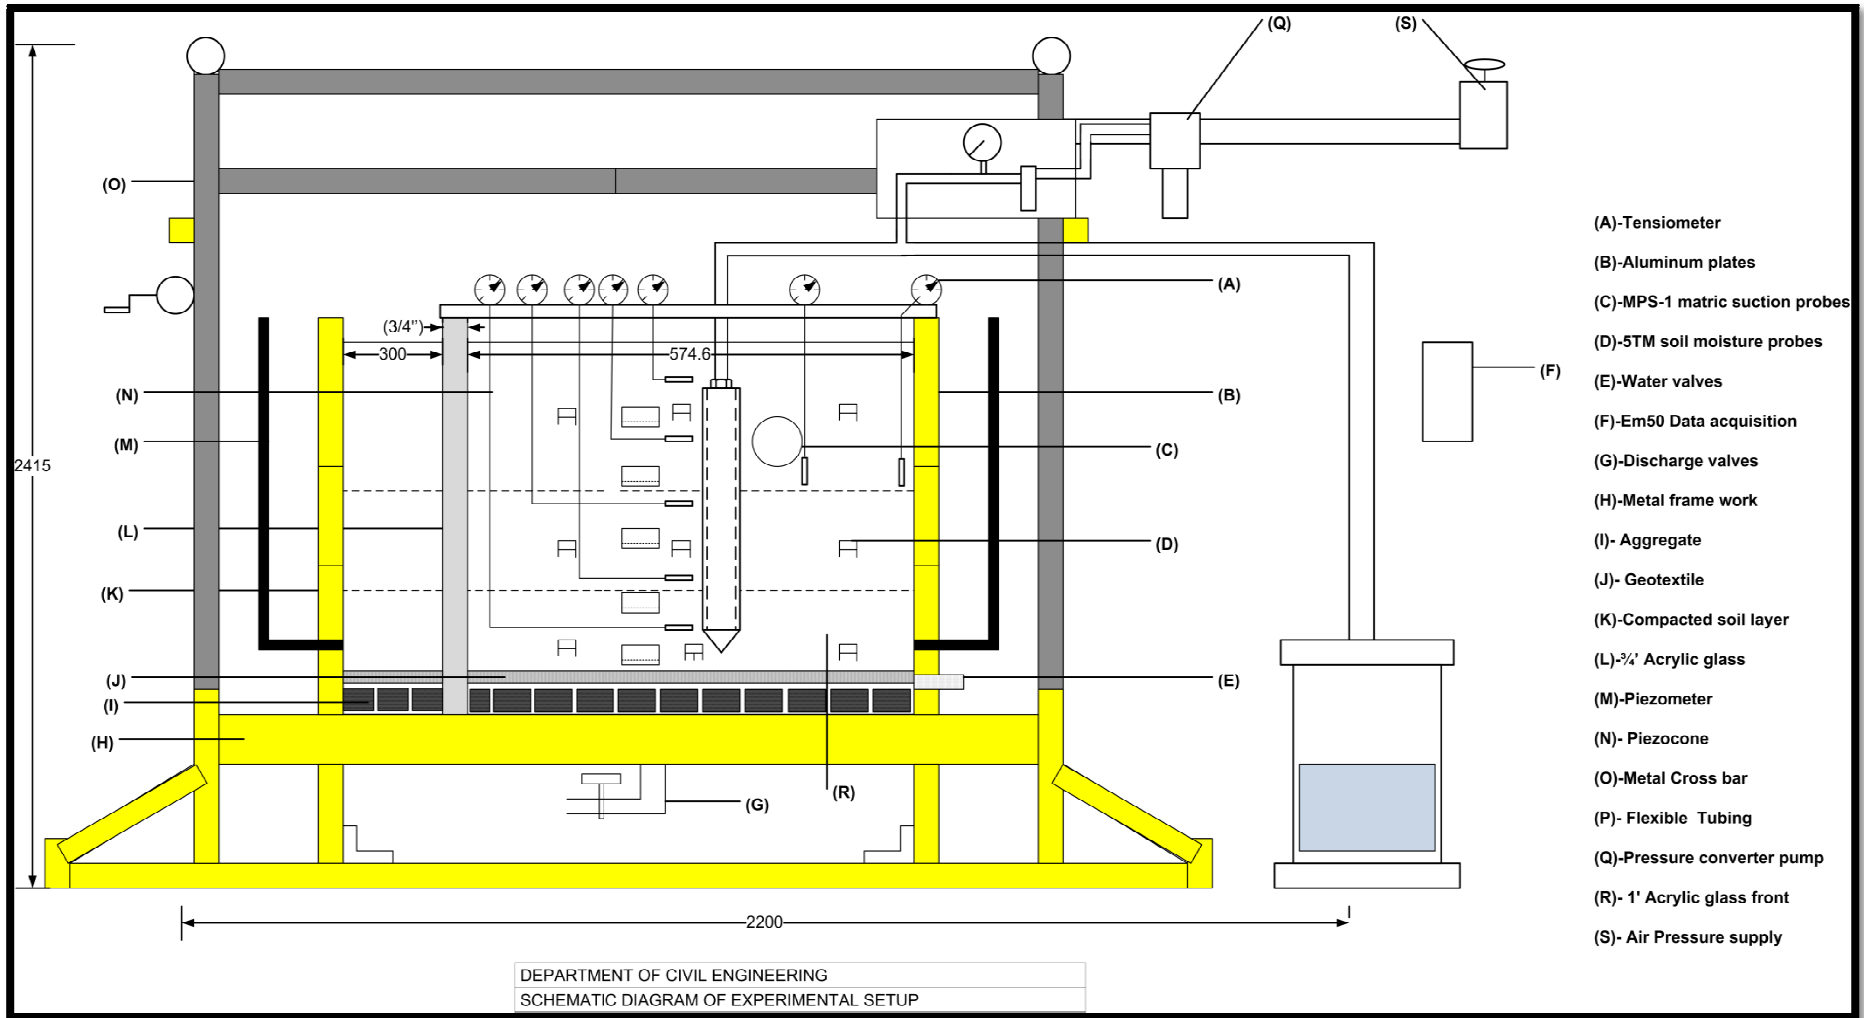 (Q)
(S)
(O)
2415
(A)
(3/4")
300
574.6
(N)
(B)
(M)
(C)
(L)
(D)
(K)
(J)
(E)
(I)
(H)
(G)
(R)
(F)
2200
(A)-Tensiometer
(B)-Aluminum plates
(C)-MPS-1 matric suction probes
(D)-5TM soil moisture probes
(E)-Water valves
(F)-Em50 Data acquisition
(G)-Discharge valves
(H)-Metal frame work
(I)- Aggregate
(J)- Geotextile
(K)-Compacted soil layer
(L)-¾' Acrylic glass
(M)-Piezometer
(N)- Piezocone
(O)-Metal Cross bar
(P)- Flexible Tubing
(Q)-Pressure converter pump
(R)- 1' Acrylic glass front
(S)- Air Pressure supply
DEPARTMENT OF CIVIL ENGINEERING
SCHEMATIC DIAGRAM OF EXPERIMENTAL SETUP